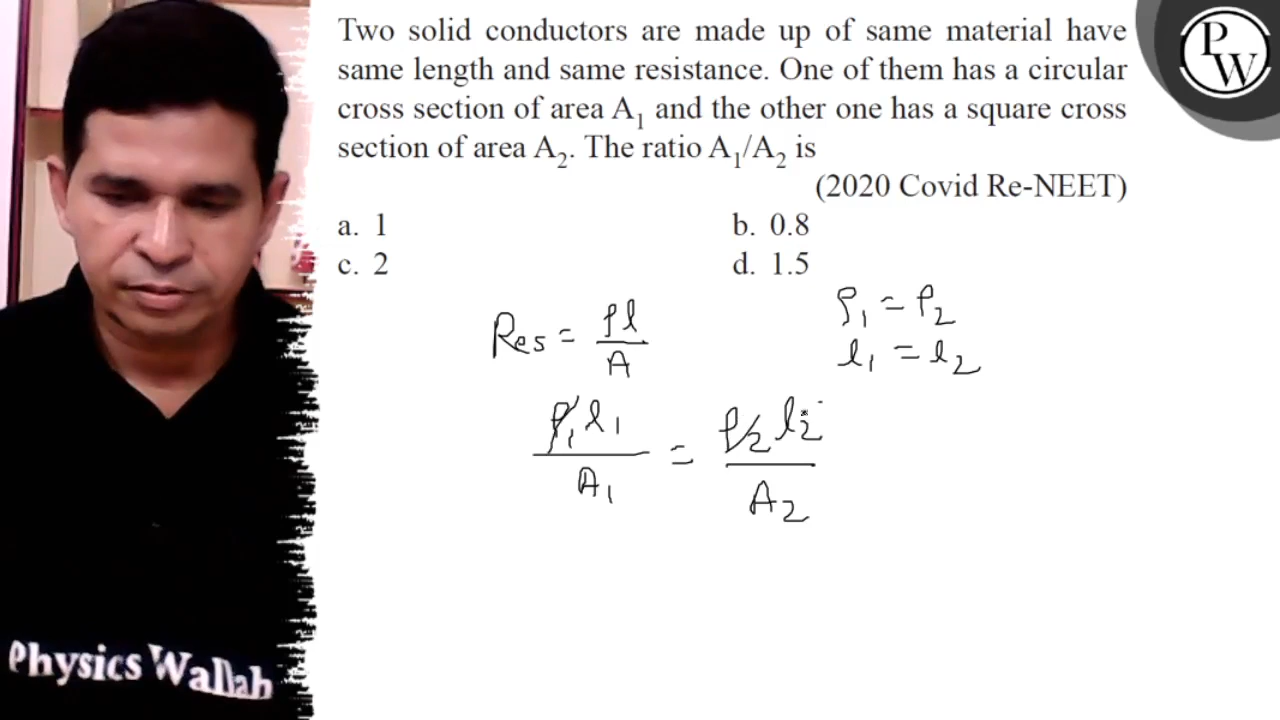 Two solid conductors are made up of same material have
same length and same resistance. One of them has a circular
cross section of area A₁ and the other one has a square cross
section of area A₂. The ratio A₁/A₂ is
(2020 Covid Re-NEET)
a. 1
b. 0.8
c. 2
d. 1.5
Res = ρl/A
ρ₁ = ρ₂
l₁ = l₂
ρ₁l₁/A₁ = ρ₂l₂/A₂
PW
Physics Wallah